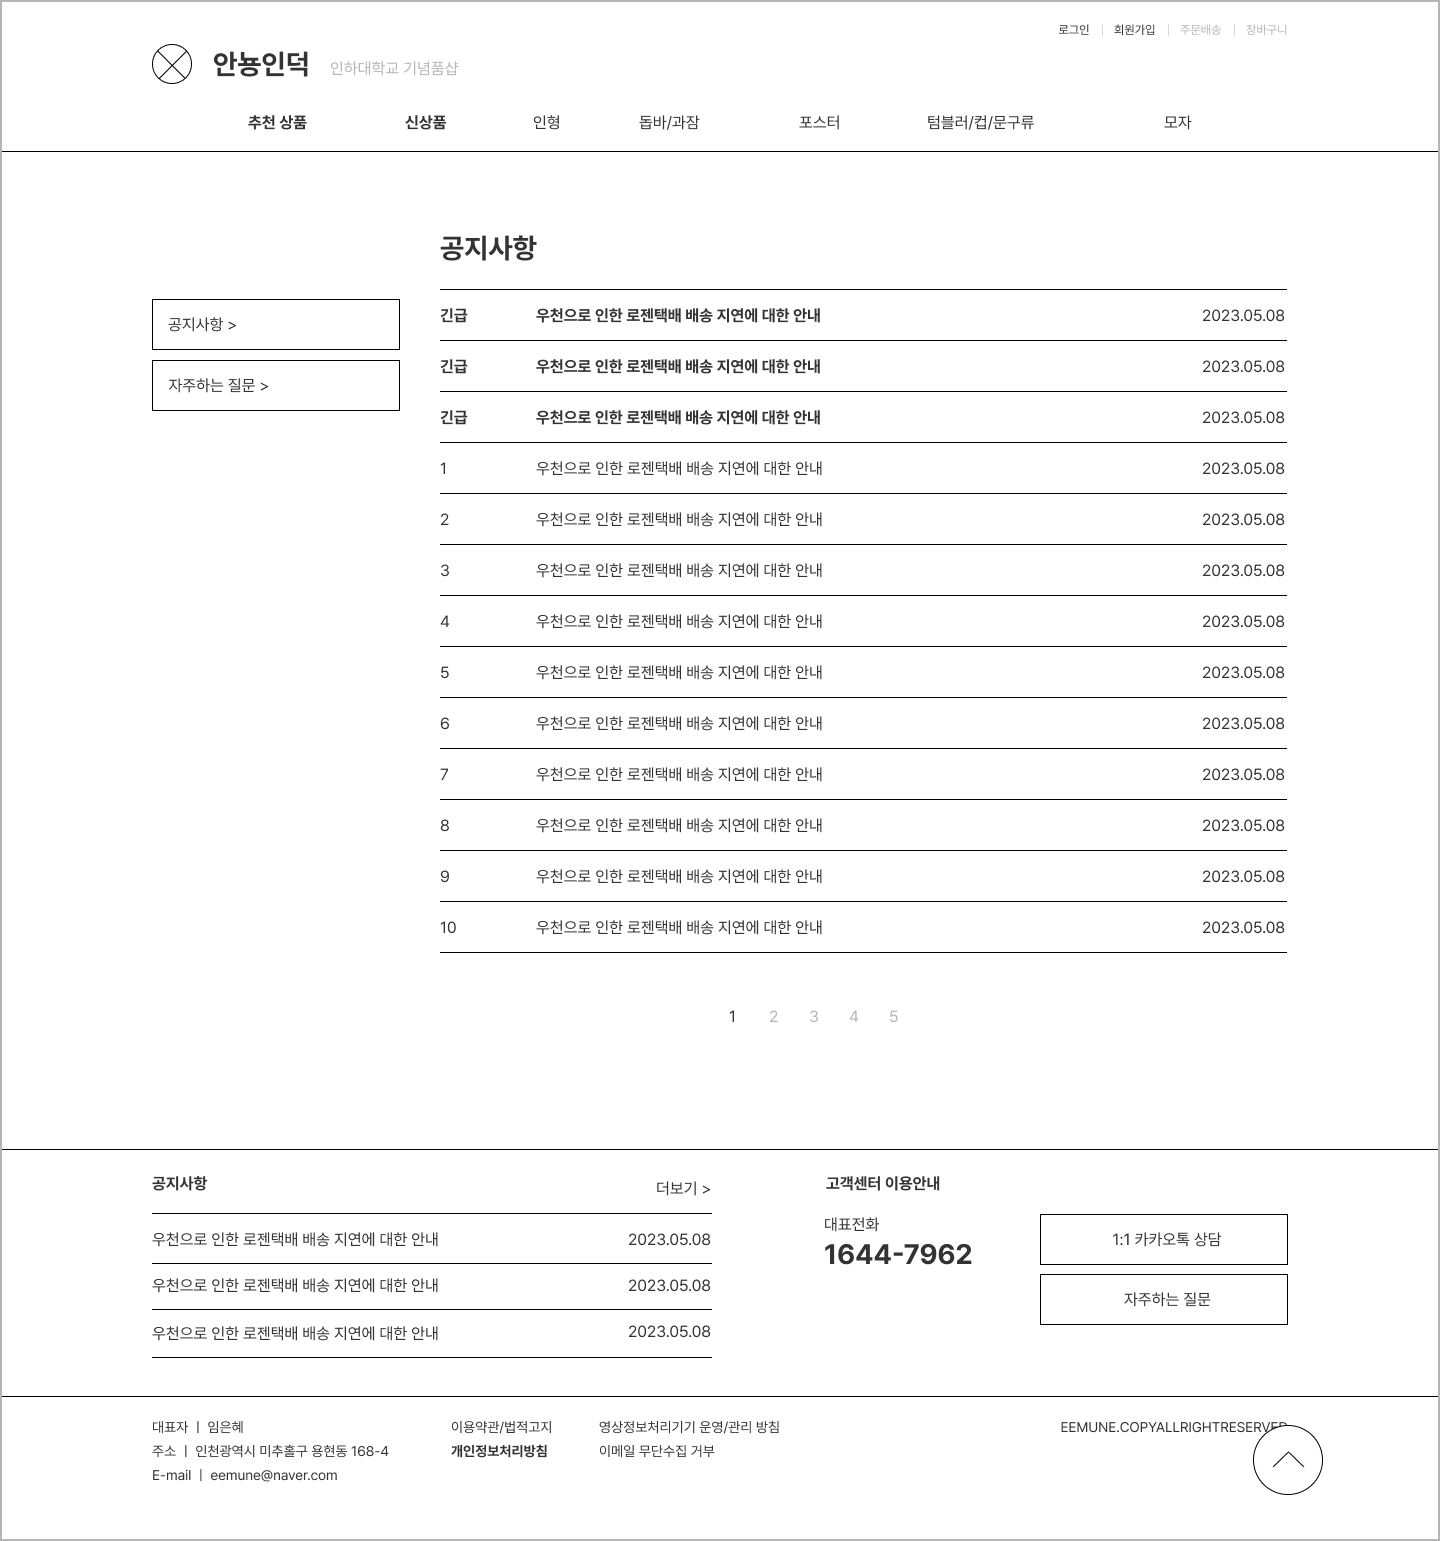 로그인 | 회원가입 | 주문배송 | 장바구니
안뇽인덕 인하대학교 기념품샵
추천 상품 신상품 인형 돕바/과잠 포스터 텀블러/컵/문구류 모자
공지사항
공지사항 >
자주하는 질문 >
긴급 우천으로 인한 로젠택배 배송 지연에 대한 안내 2023.05.08
긴급 우천으로 인한 로젠택배 배송 지연에 대한 안내 2023.05.08
긴급 우천으로 인한 로젠택배 배송 지연에 대한 안내 2023.05.08
1 우천으로 인한 로젠택배 배송 지연에 대한 안내 2023.05.08
2 우천으로 인한 로젠택배 배송 지연에 대한 안내 2023.05.08
3 우천으로 인한 로젠택배 배송 지연에 대한 안내 2023.05.08
4 우천으로 인한 로젠택배 배송 지연에 대한 안내 2023.05.08
5 우천으로 인한 로젠택배 배송 지연에 대한 안내 2023.05.08
6 우천으로 인한 로젠택배 배송 지연에 대한 안내 2023.05.08
7 우천으로 인한 로젠택배 배송 지연에 대한 안내 2023.05.08
8 우천으로 인한 로젠택배 배송 지연에 대한 안내 2023.05.08
9 우천으로 인한 로젠택배 배송 지연에 대한 안내 2023.05.08
10 우천으로 인한 로젠택배 배송 지연에 대한 안내 2023.05.08
1 2 3 4 5
공지사항 더보기 >
우천으로 인한 로젠택배 배송 지연에 대한 안내 2023.05.08
우천으로 인한 로젠택배 배송 지연에 대한 안내 2023.05.08
우천으로 인한 로젠택배 배송 지연에 대한 안내 2023.05.08
고객센터 이용안내
대표전화
1644-7962
1:1 카카오톡 상담
자주하는 질문
대표자 ㅣ 임은혜
주소 ㅣ 인천광역시 미추홀구 용현동 168-4
E-mail ㅣ eemune@naver.com
이용약관/법적고지
개인정보처리방침
영상정보처리기기 운영/관리 방침
이메일 무단수집 거부
EEMUNE.COPYALLRIGHTRESERVED